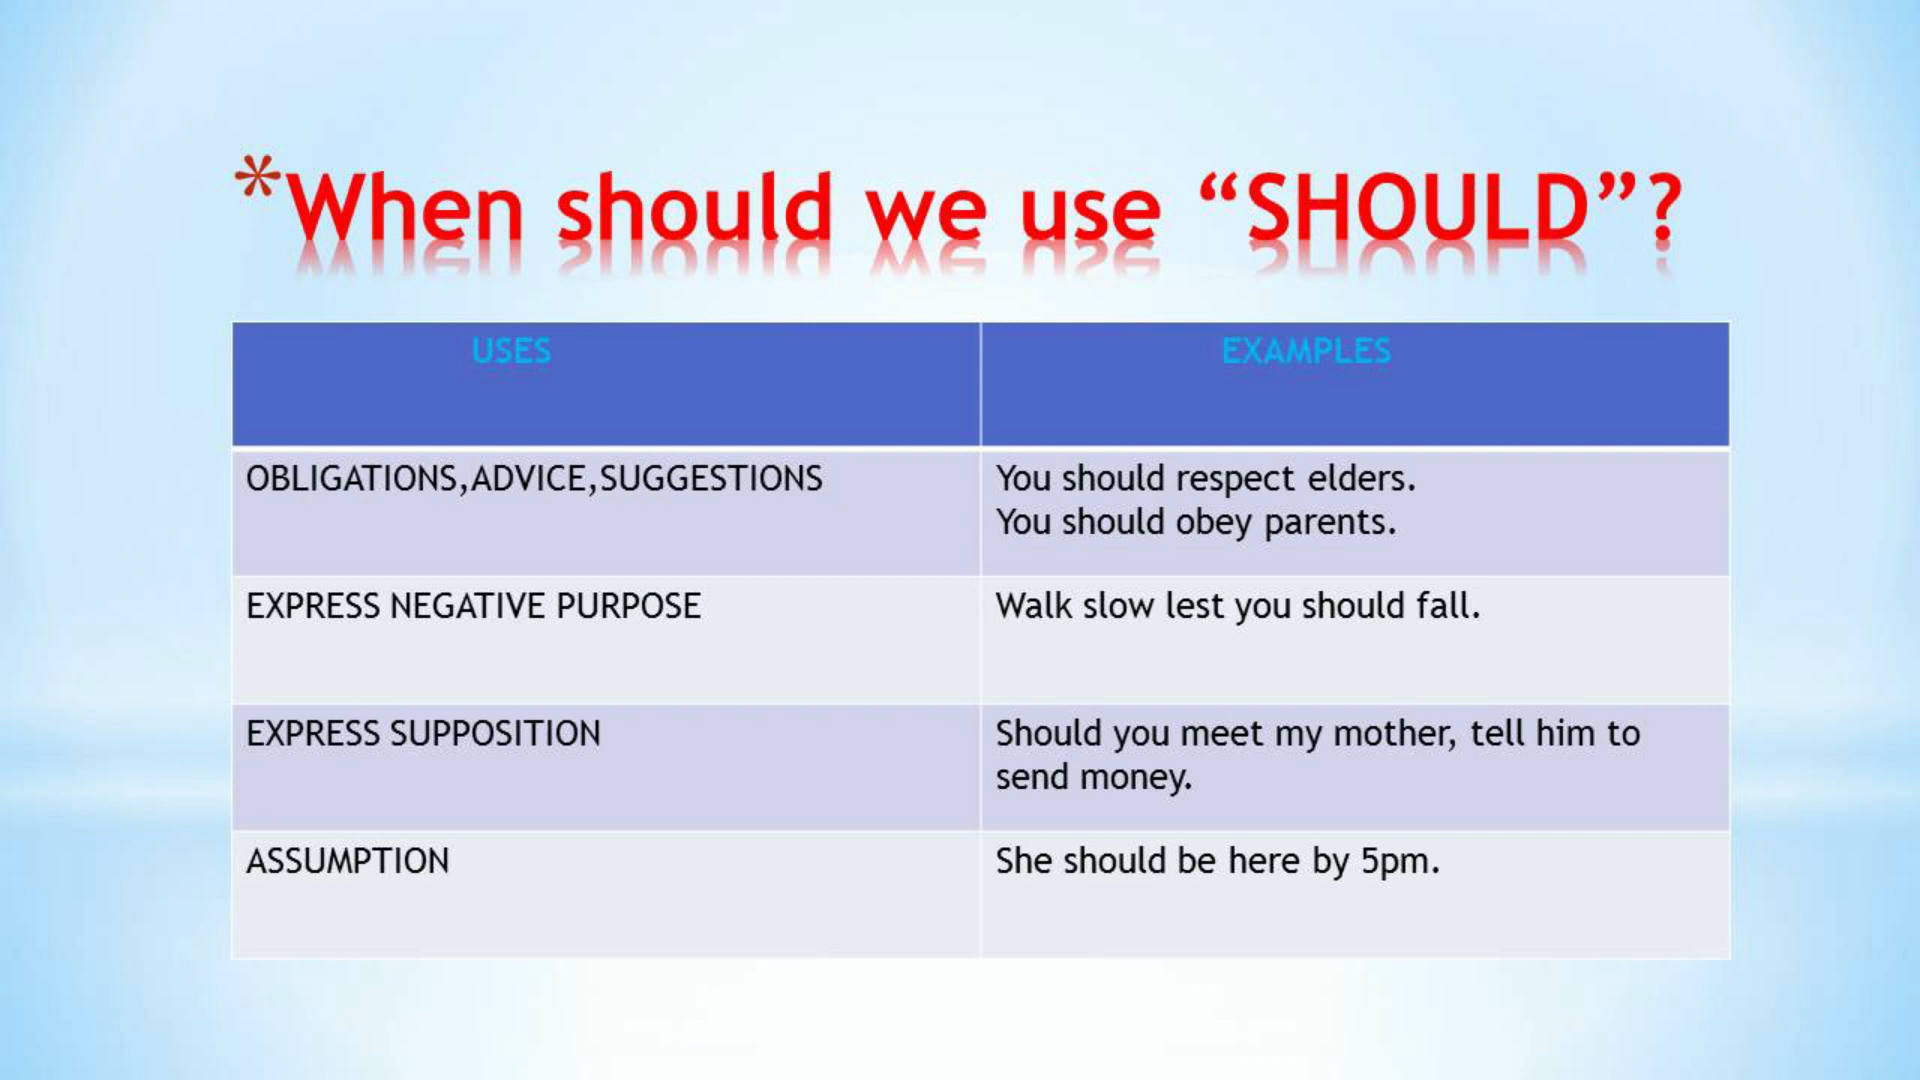 *When should we use “SHOULD”?
USES
EXAMPLES
OBLIGATIONS,ADVICE,SUGGESTIONS
You should respect elders.
You should obey parents.
EXPRESS NEGATIVE PURPOSE
Walk slow lest you should fall.
EXPRESS SUPPOSITION
Should you meet my mother, tell him to
send money.
ASSUMPTION
She should be here by 5pm.